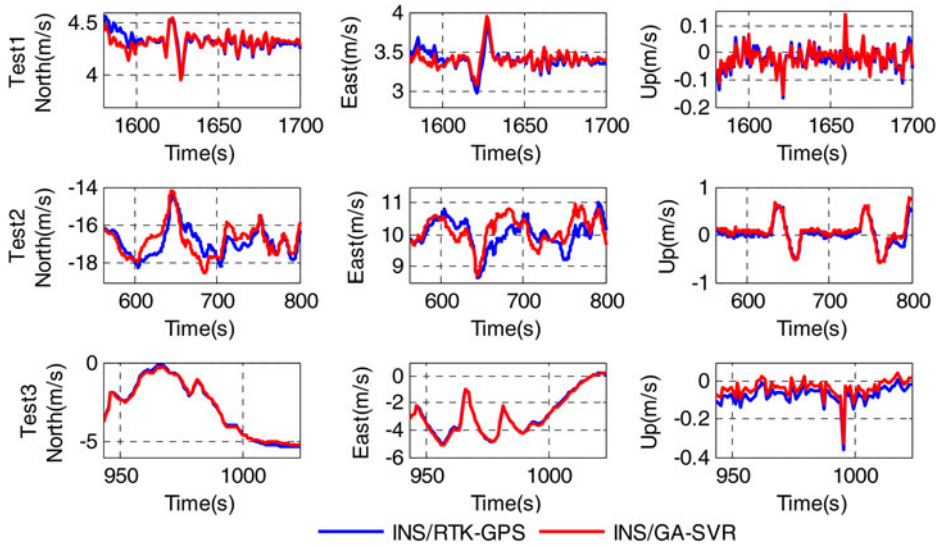 Test1
North(m/s)
4.5
4
1600
1650
1700
Time(s)
East(m/s)
4
3.5
3
1600
1650
1700
Time(s)
Up(m/s)
0.1
0
-0.1
-0.2
1600
1650
1700
Time(s)
Test2
North(m/s)
-14
-16
-18
600
700
800
Time(s)
East(m/s)
11
10
9
600
700
800
Time(s)
Up(m/s)
1
0
-1
600
700
800
Time(s)
Test3
North(m/s)
0
-5
950
1000
Time(s)
East(m/s)
0
-2
-4
-6
950
1000
Time(s)
Up(m/s)
0
-0.2
-0.4
950
1000
Time(s)
INS/RTK-GPS
INS/GA-SVR